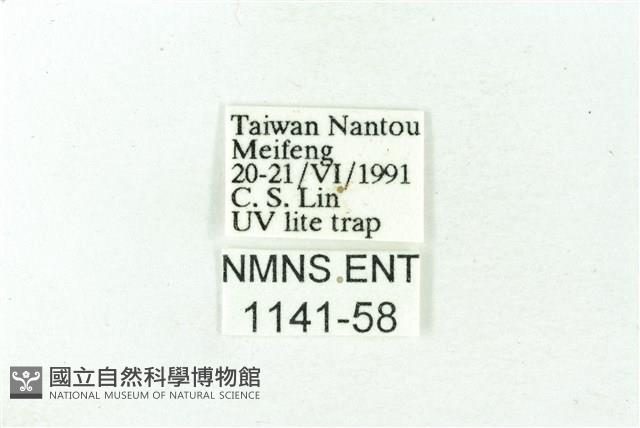 Taiwan Nantou
Meifeng
20-21/VI/1991
C. S. Lin
UV lite trap
NMNS.ENT
1141-58
國立自然科學博物館
NATIONAL MUSEUM OF NATURAL SCIENCE